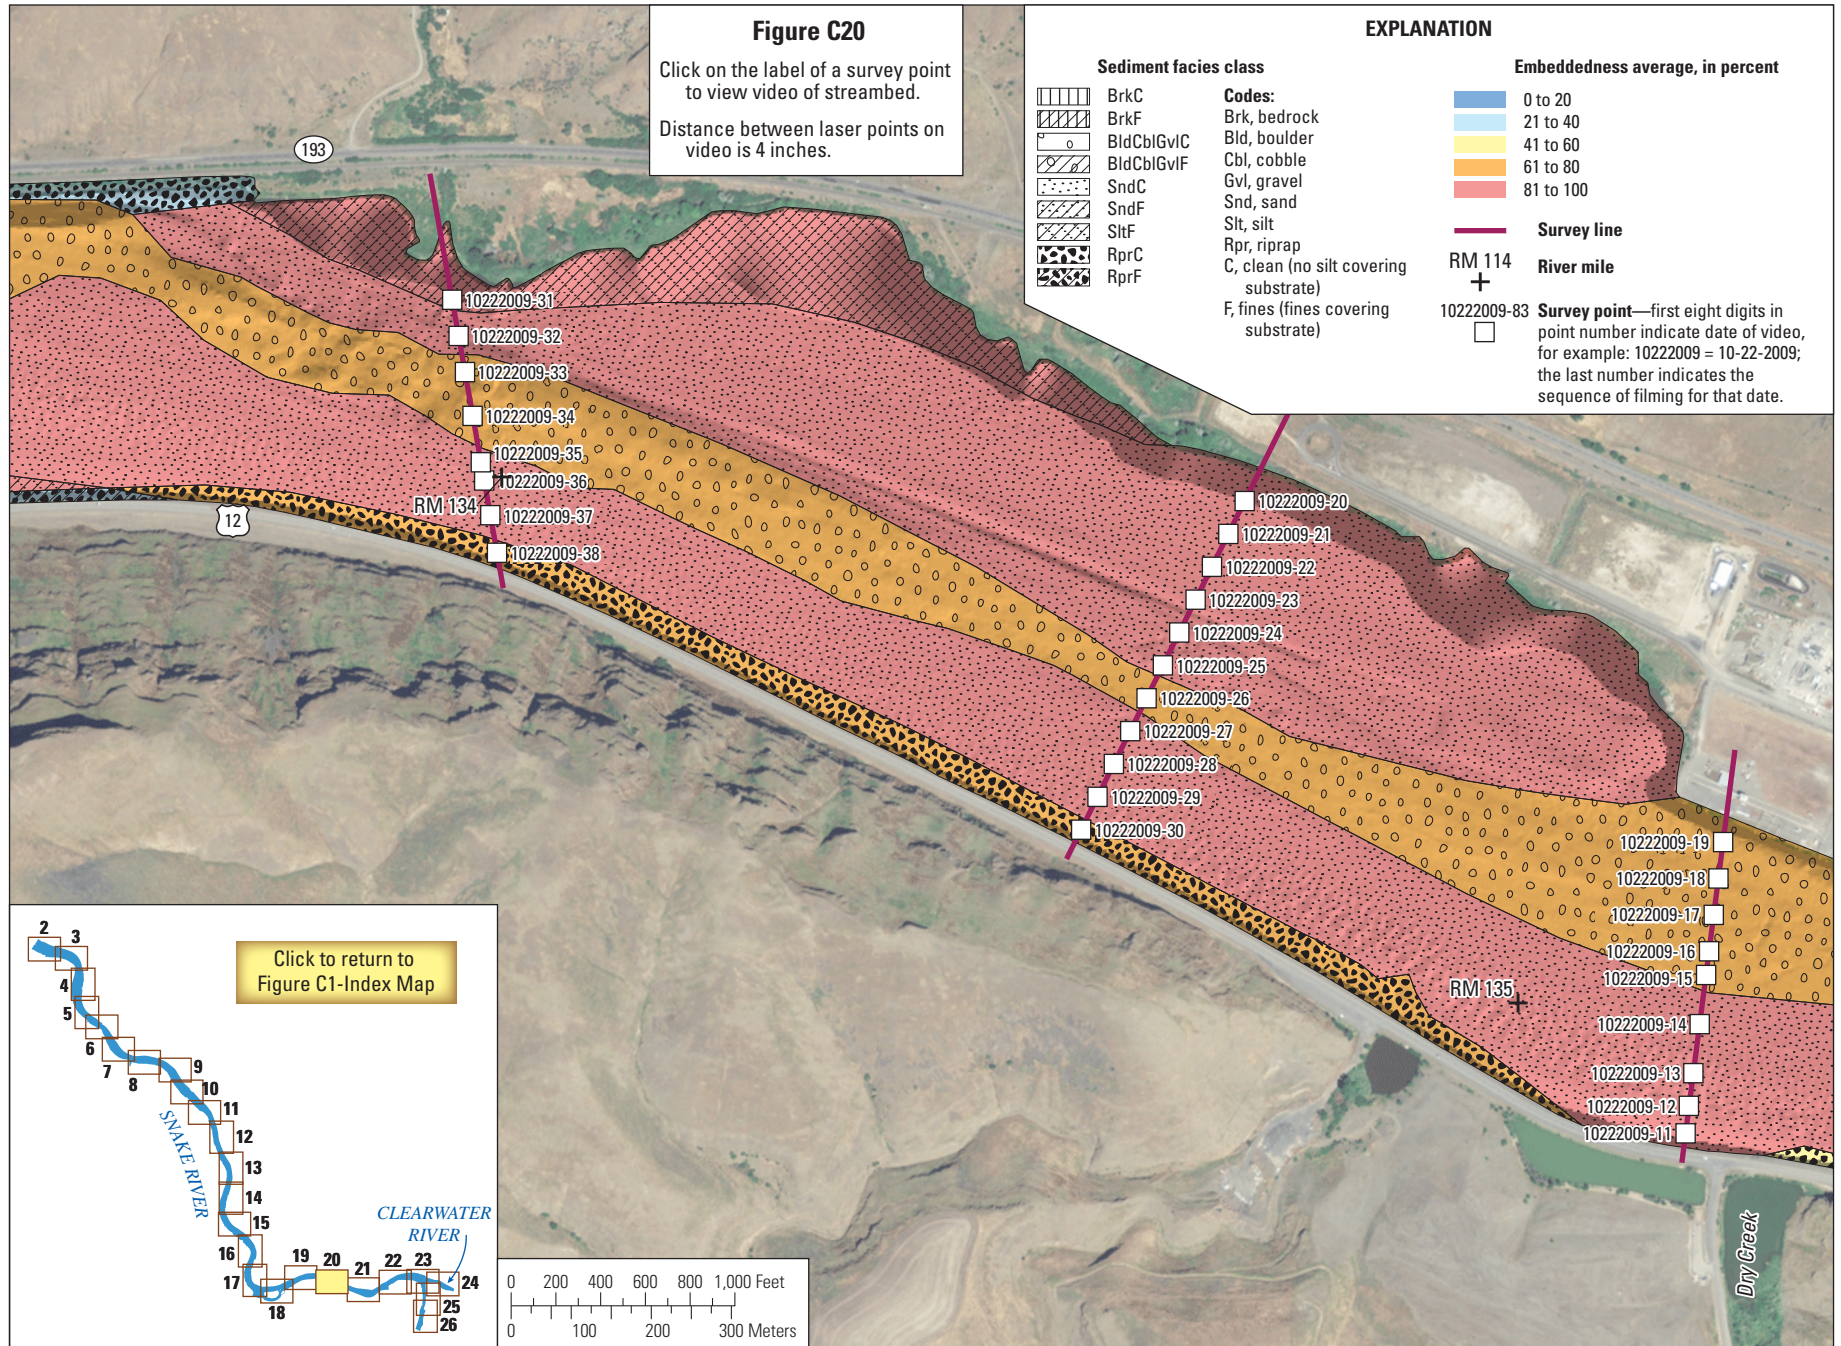 Figure C20
Click on the label of a survey point
to view video of streambed.
Distance between laser points on
video is 4 inches.
EXPLANATION
Sediment facies class
BrkC
BrkF
BldCblGvlC
BldCblGvlF
SndC
SndF
SltF
RprC
RprF
Codes:
Brk, bedrock
Bld, boulder
Cbl, cobble
Gvl, gravel
Snd, sand
Slt, silt
Rpr, riprap
C, clean (no silt covering
substrate)
F, fines (fines covering
substrate)
Embeddedness average, in percent
0 to 20
21 to 40
41 to 60
61 to 80
81 to 100
Survey line
RM 114
River mile
10222009-83
Survey point—first eight digits in
point number indicate date of video,
for example: 10222009 = 10-22-2009;
the last number indicates the
sequence of filming for that date.
193
10222009-31
10222009-32
10222009-33
10222009-34
10222009-35
10222009-36
RM 134
10222009-37
10222009-38
12
10222009-20
10222009-21
10222009-22
10222009-23
10222009-24
10222009-25
10222009-26
10222009-27
10222009-28
10222009-29
10222009-30
10222009-19
10222009-18
10222009-17
10222009-16
10222009-15
RM 135
10222009-14
10222009-13
10222009-12
10222009-11
Dry Creek
Click to return to
Figure C1-Index Map
2
3
4
5
6
7
8
9
10
11
12
13
14
15
16
17
18
19
20
21
22
23
24
25
26
SNAKE RIVER
CLEARWATER
RIVER
0 200 400 600 800 1,000 Feet
0 100 200 300 Meters